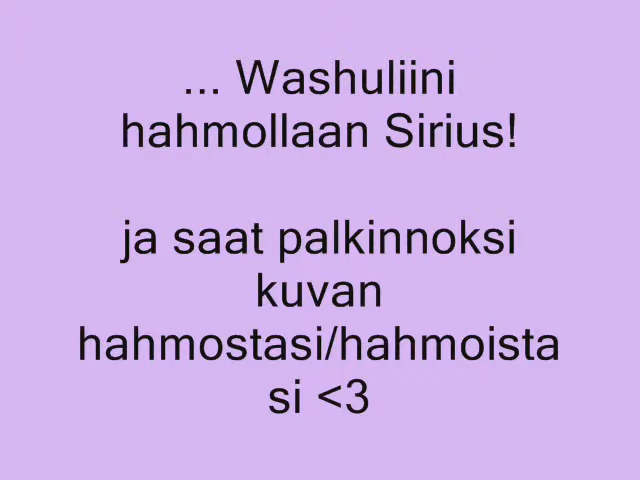 ... Washuliini
hahmollaan Sirius!
ja saat palkinnoksi
kuvan
hahmostasi/hahmoista
si <3